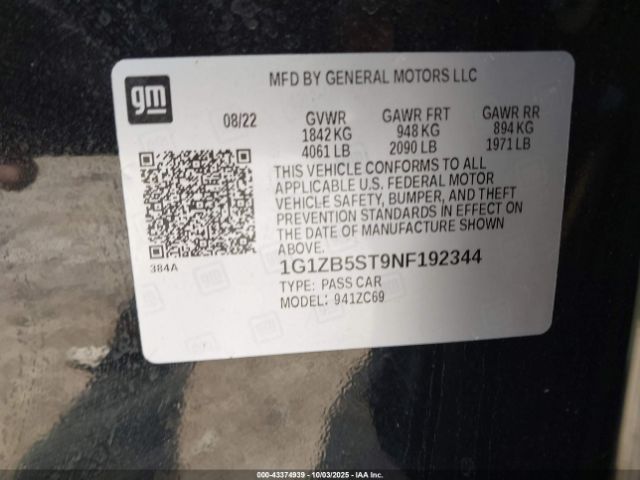 MFD BY GENERAL MOTORS LLC
gm
08/22 GVWR GAWR FRT GAWR RR
1842 KG 948 KG 894 KG
4061 LB 2090 LB 1971 LB
THIS VEHICLE CONFORMS TO ALL
APPLICABLE U.S. FEDERAL MOTOR
VEHICLE SAFETY, BUMPER, AND THEFT
PREVENTION STANDARDS IN EFFECT ON
THE DATE OF MANUFACTURE SHOWN
ABOVE.
384A
1G1ZB5ST9NF192344
TYPE: PASS CAR
MODEL: 941ZC69
000-43374939 - 10/03/2025 - IAA, Inc.